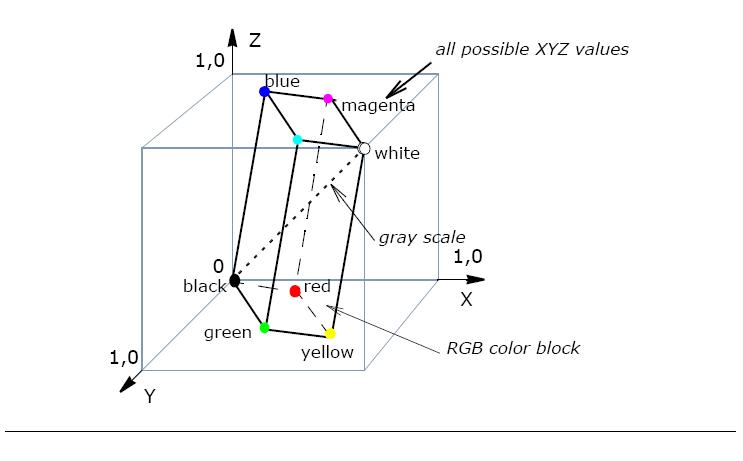 Z
all possible XYZ values
1,0
blue
magenta
white
gray scale
0
1,0
black
red
X
green
yellow
RGB color block
1,0
Y